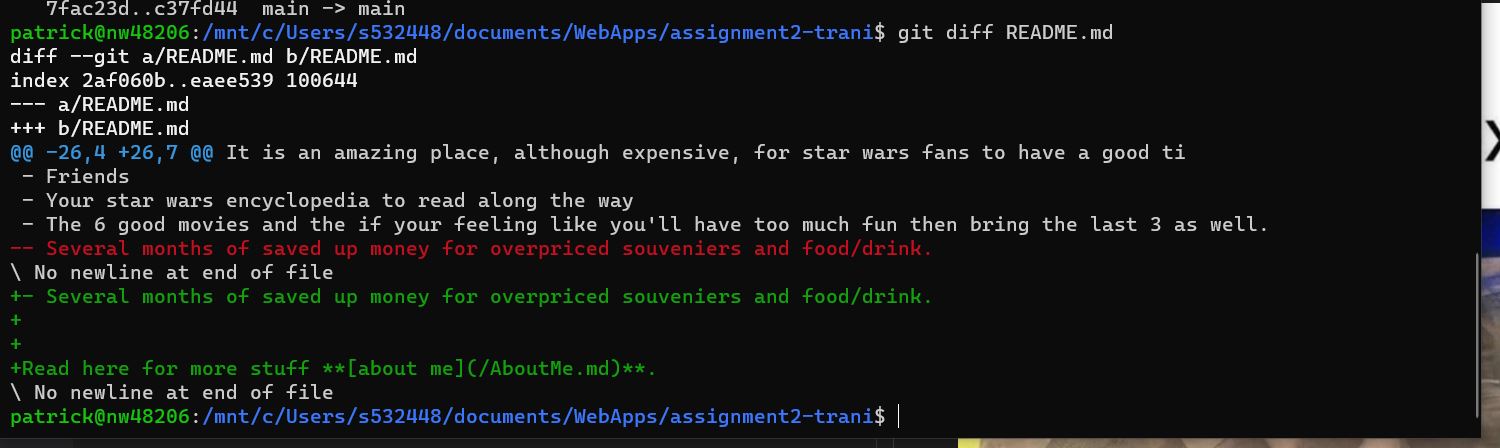 7fac23d..c37fd44  main -> main
patrick@nw48206:/mnt/c/Users/s532448/documents/WebApps/assignment2-trani$ git diff README.md
diff --git a/README.md b/README.md
index 2af060b..eaee539 100644
--- a/README.md
+++ b/README.md
@@ -26,4 +26,7 @@ It is an amazing place, although expensive, for star wars fans to have a good ti
 - Friends
 - Your star wars encyclopedia to read along the way
 - The 6 good movies and the if your feeling like you'll have too much fun then bring the last 3 as well.
-- Several months of saved up money for overpriced souveniers and food/drink.
\ No newline at end of file
+- Several months of saved up money for overpriced souveniers and food/drink.
+
+
+Read here for more stuff **[about me](/AboutMe.md)**.
\ No newline at end of file
patrick@nw48206:/mnt/c/Users/s532448/documents/WebApps/assignment2-trani$